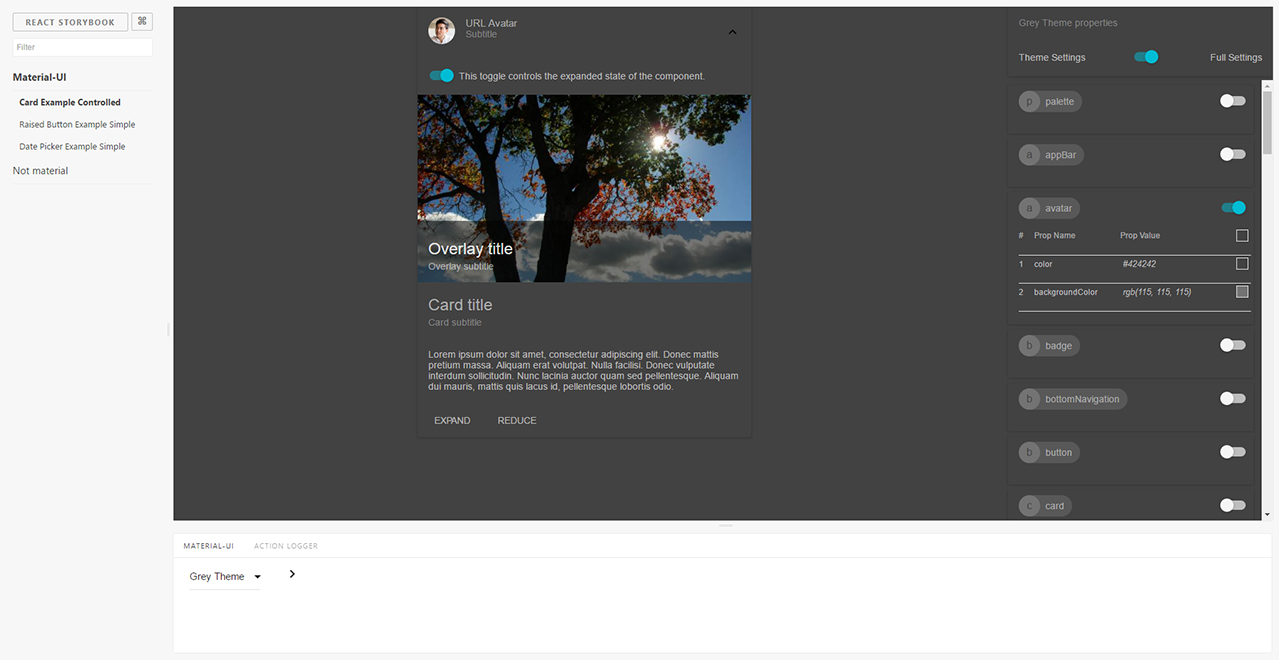 REACT STORYBOOK
⌘
Filter
Material-UI
Card Example Controlled
Raised Button Example Simple
Date Picker Example Simple
Not material
URL Avatar
Subtitle
This toggle controls the expanded state of the component.
Overlay title
Overlay subtitle
Card title
Card subtitle
Lorem ipsum dolor sit amet, consectetur adipiscing elit. Donec mattis
pretium massa. Aliquam erat volutpat. Nulla facilisi. Donec vulputate
interdum sollicitudin. Nunc lacinia auctor quam sed pellentesque. Aliquam
dui mauris, mattis quis lacus id, pellentesque lobortis odio.
EXPAND REDUCE
Grey Theme properties
Theme Settings Full Settings
p palette
a appBar
a avatar
# Prop Name Prop Value
1 color #424242
2 backgroundColor rgb(115, 115, 115)
b badge
b bottomNavigation
b button
c card
MATERIAL-UI ACTION LOGGER
Grey Theme